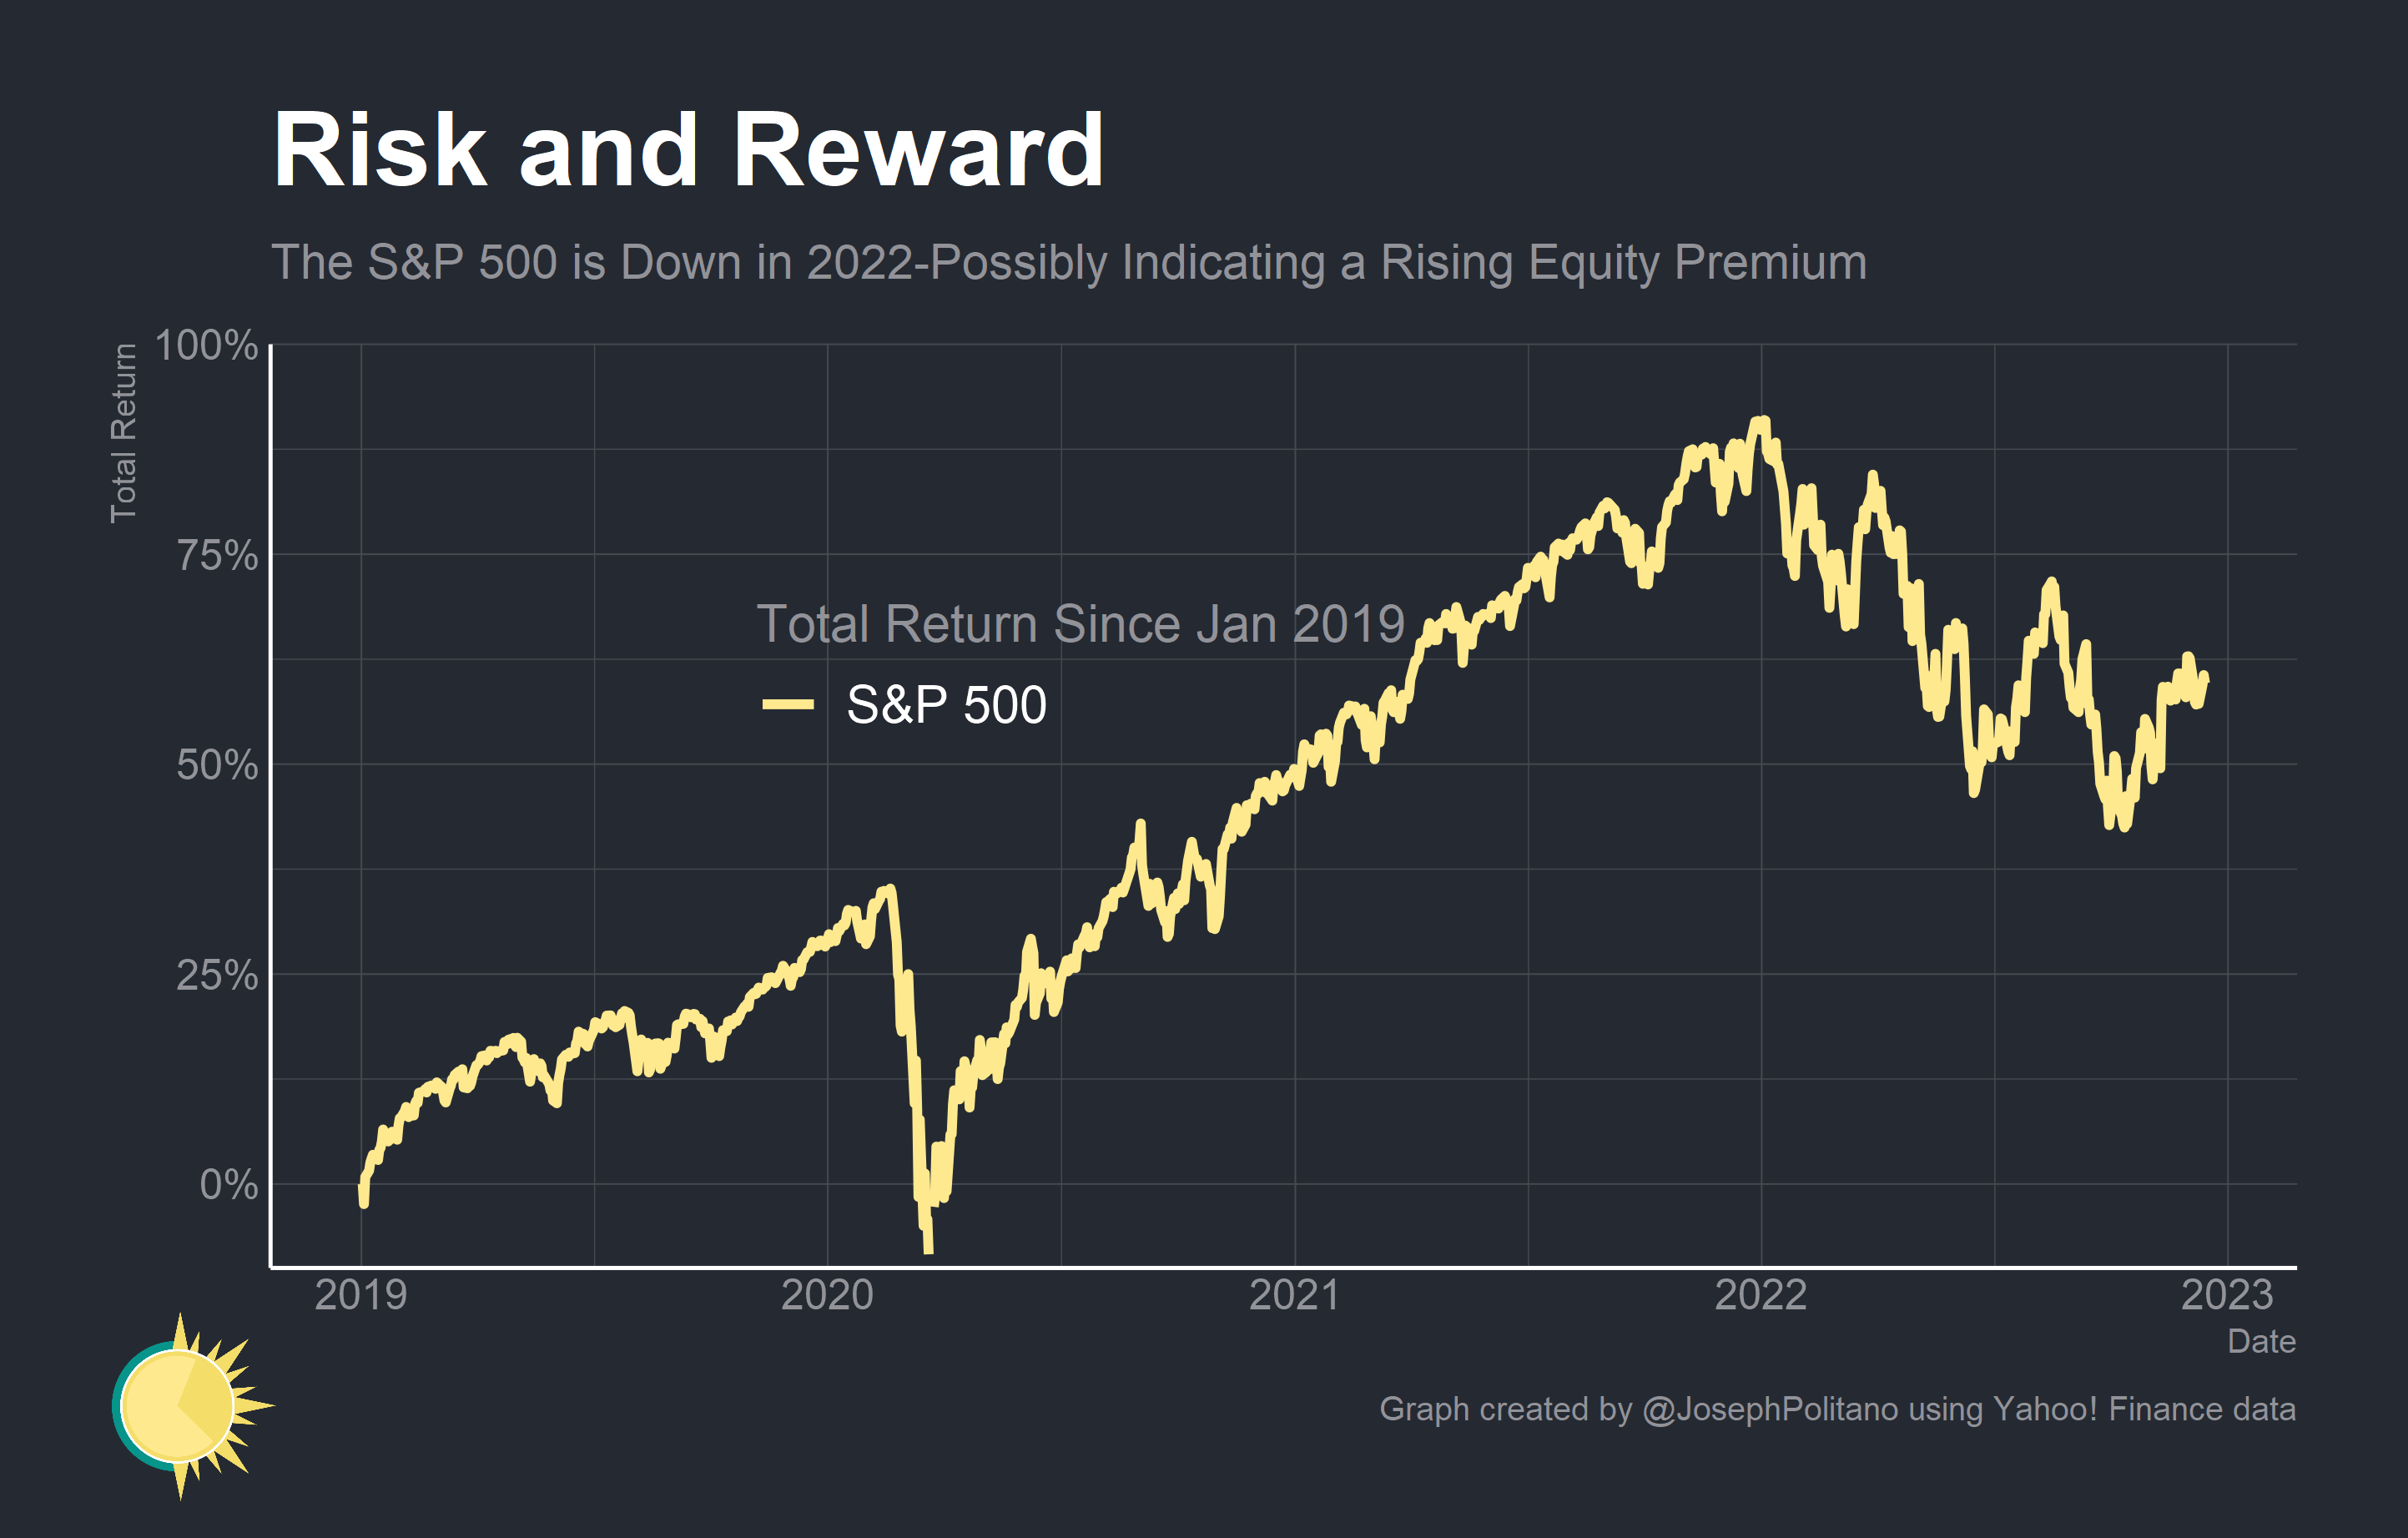 Risk and Reward
The S&P 500 is Down in 2022-Possibly Indicating a Rising Equity Premium
Total Return
100%
75%
50%
25%
0%
Total Return Since Jan 2019
S&P 500
2019
2020
2021
2022
2023
Date
Graph created by @JosephPolitano using Yahoo! Finance data